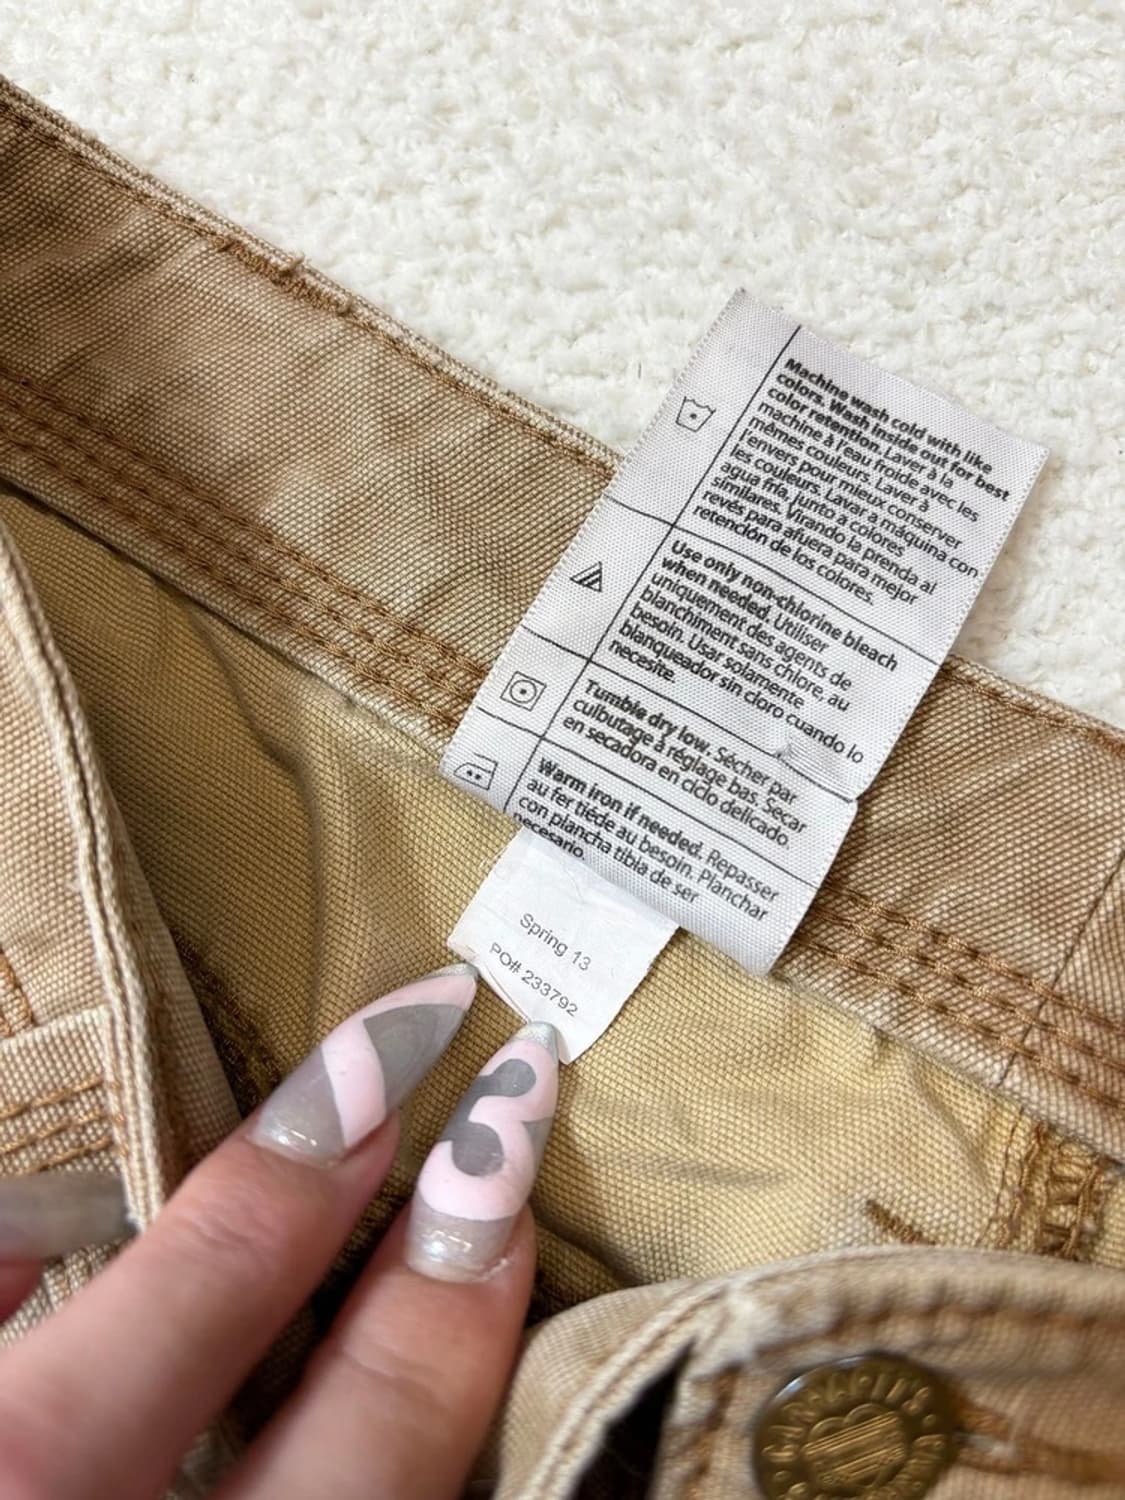 Machine wash cold with like
colors. Wash inside out for best
color retention. Laver à la
machine à l'eau froide avec les
mêmes couleurs. Laver à
l'envers pour mieux conserver
les couleurs. Lavar a máquina con
agua fría, junto a colores
similares. Virando la prenda al
revés para afuera para mejor
retención de los colores.
Use only non-chlorine bleach
when needed. Utiliser
uniquement des agents de
blanchiment sans chlore, au
besoin. Usar solamente
blanqueador sin cloro cuando lo
necesite.
Tumble dry low. Sécher par
culbutage à réglage bas. Secar
en secadora en ciclo delicado.
Warm iron if needed. Repasser
au fer tiède au besoin. Planchar
con plancha tibia de ser
necesario.
Spring 13
PO# 233792